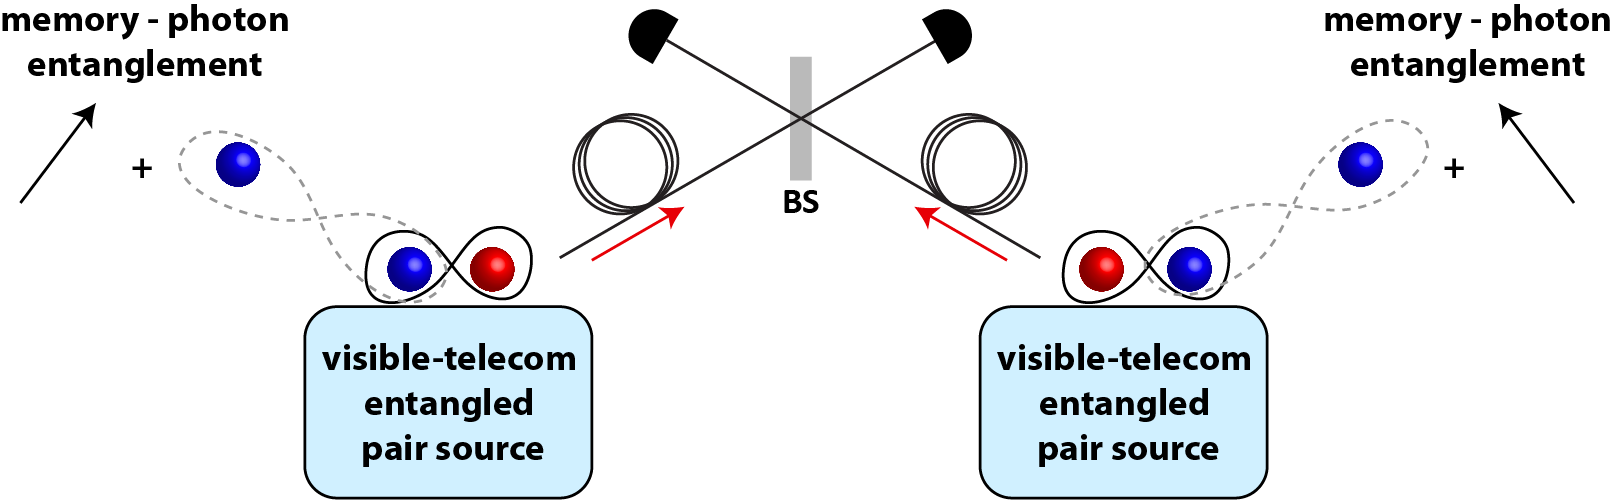 memory - photon
entanglement
memory - photon
entanglement
+
+
BS
visible-telecom
entangled
pair source
visible-telecom
entangled
pair source